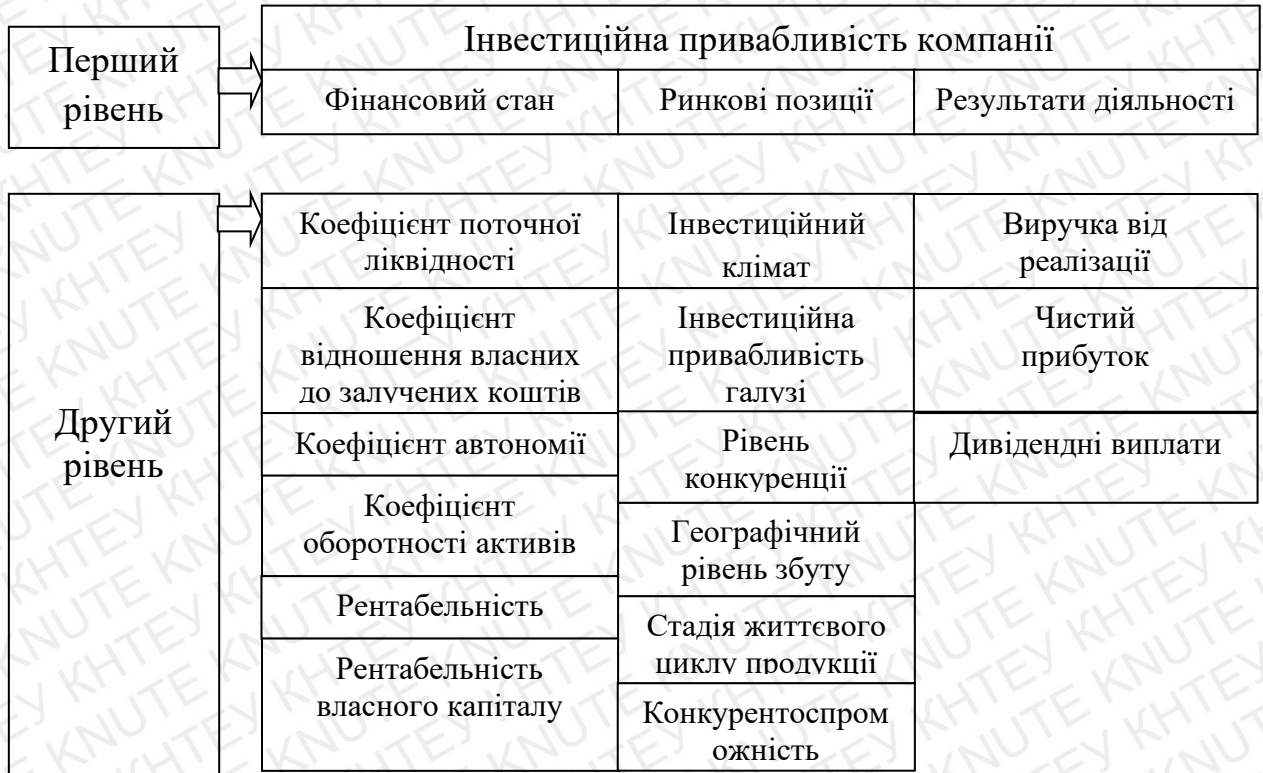 Перший
рівень
Інвестиційна привабливість компанії
Фінансовий стан
Ринкові позиції
Результати діяльності
Другий
рівень
Коефіцієнт поточної
ліквідності
Коефіцієнт
відношення власних
до залучених коштів
Коефіцієнт автономії
Коефіцієнт
оборотності активів
Рентабельність
Рентабельність
власного капіталу
Інвестиційний
клімат
Інвестиційна
привабливість
галузі
Рівень
конкуренції
Географічний
рівень збуту
Стадія життєвого
циклу продукції
Конкурентоспром
ожність
Виручка від
реалізації
Чистий
прибуток
Дивідендні виплати